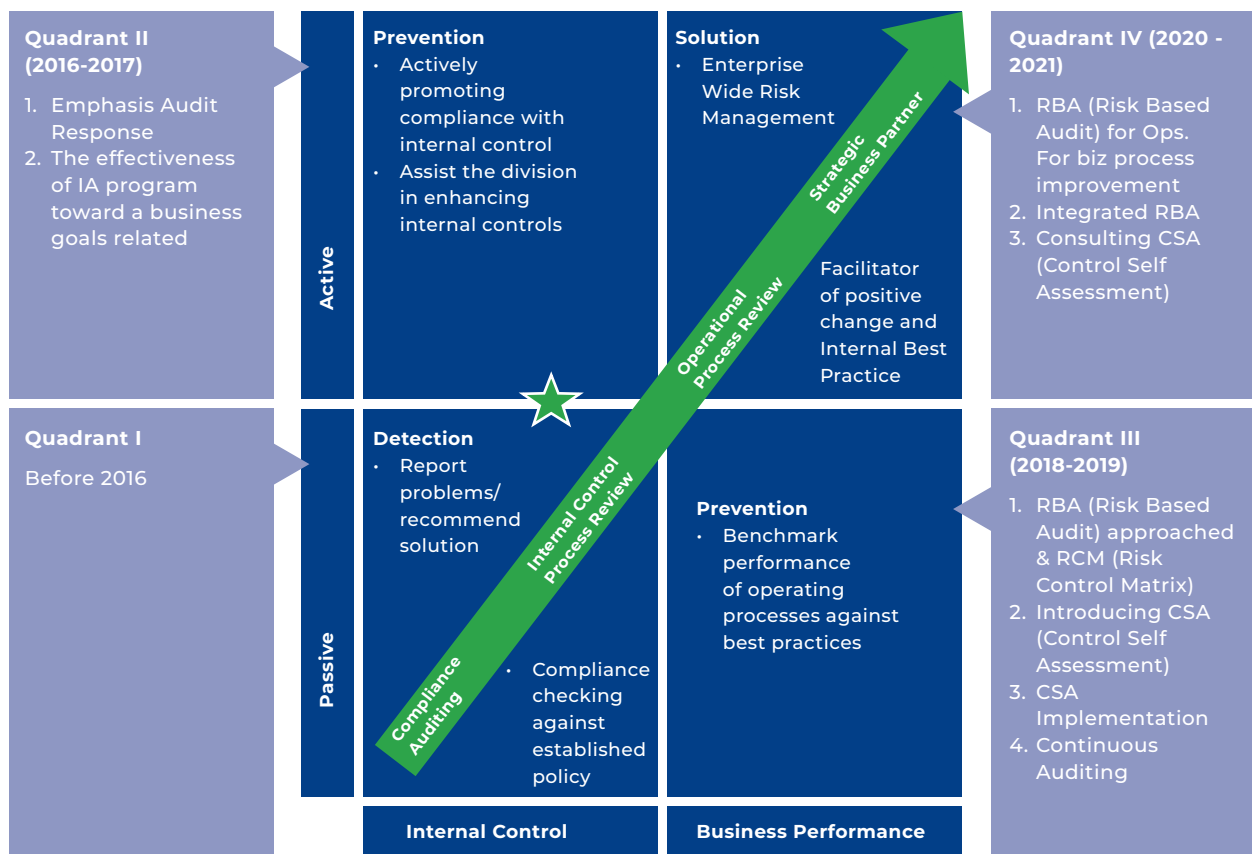 Quadrant II
(2016-2017)
1. Emphasis Audit
Response
2. The effectiveness
of IA program
toward a business
goals related
Active
Prevention
• Actively
promoting
compliance with
internal control
• Assist the division
in enhancing
internal controls
Solution
• Enterprise
Wide Risk
Management
Strategic
Business Partner
Operational
Process Review
Facilitator
of positive
change and
Internal Best
Practice
Quadrant IV (2020 -
2021)
1. RBA (Risk Based
Audit) for Ops.
For biz process
improvement
2. Integrated RBA
3. Consulting CSA
(Control Self
Assessment)
Quadrant I
Before 2016
Passive
Detection
• Report
problems/
recommend
solution
Internal Control
Process Review
Compliance
Auditing
• Compliance
checking
against
established
policy
Prevention
• Benchmark
performance
of operating
processes against
best practices
Quadrant III
(2018-2019)
1. RBA (Risk Based
Audit) approached
& RCM (Risk
Control Matrix)
2. Introducing CSA
(Control Self
Assessment)
3. CSA
Implementation
4. Continuous
Auditing
Internal Control
Business Performance